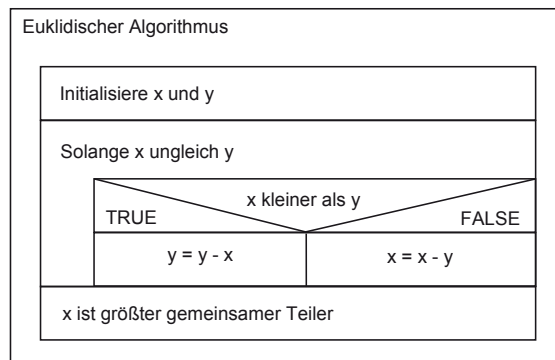 Euklidischer Algorithmus
Initialisiere x und y
Solange x ungleich y
x kleiner als y
TRUE
FALSE
y = y - x
x = x - y
x ist größter gemeinsamer Teiler